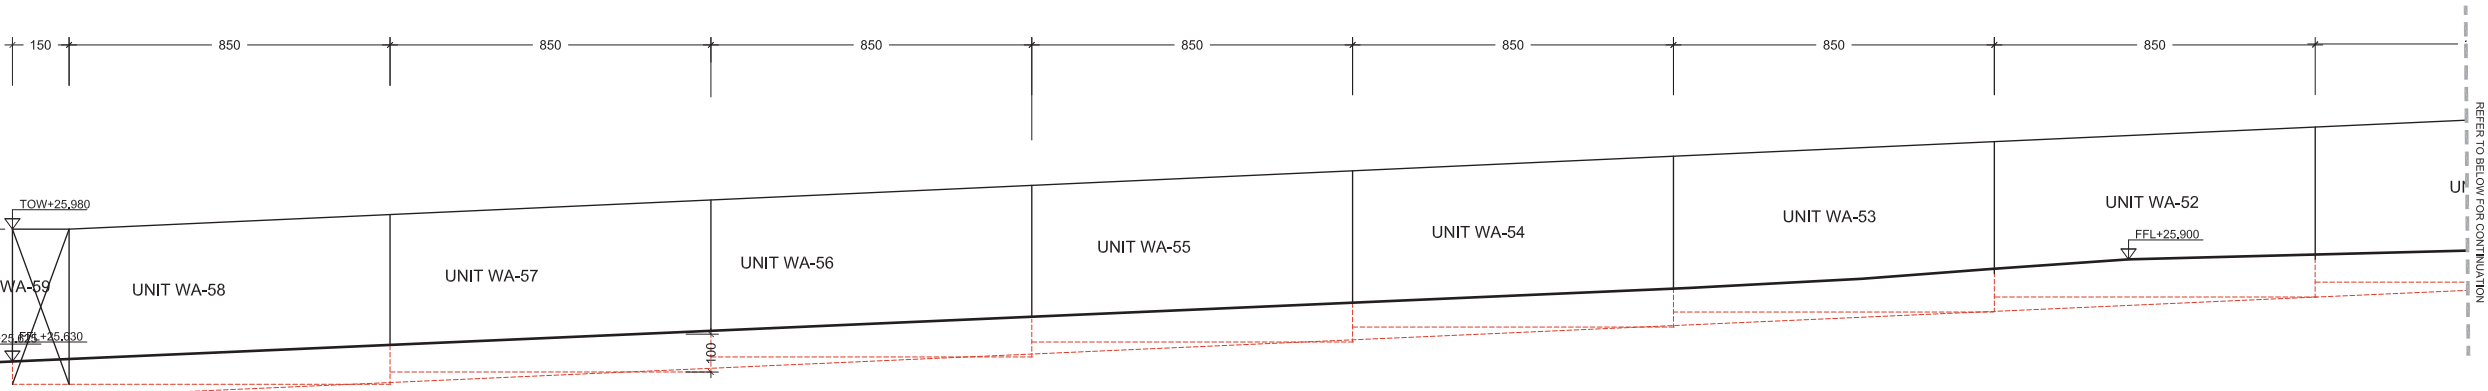 150 850 850 850 850 850 850 850
TOW+25.980
FFL+25.900
UNIT WA-52
UNIT WA-53
UNIT WA-54
UNIT WA-55
UNIT WA-56
UNIT WA-57
WA-59
UNIT WA-58
FFL+25.630
100
REFER TO BELOW FOR CONTINUATION